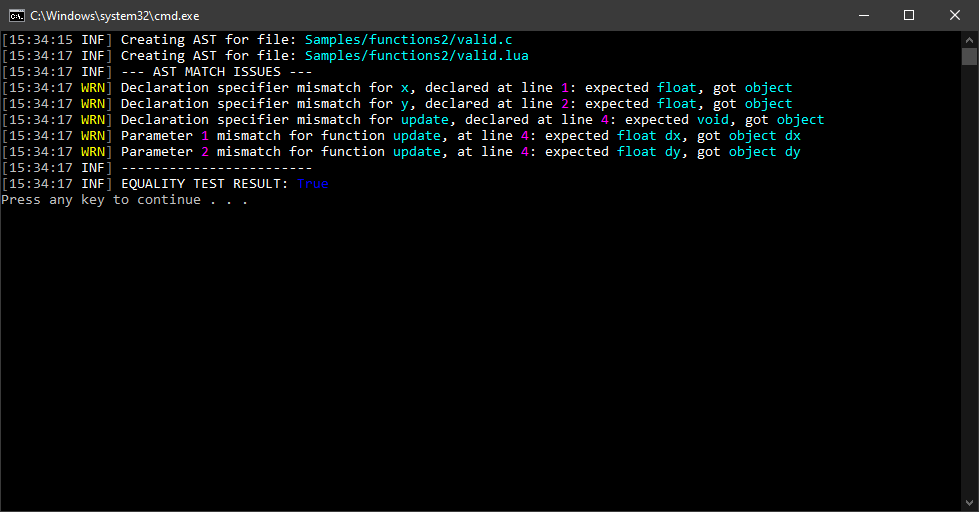 C:\Windows\system32\cmd.exe
[15:34:15 INF] Creating AST for file: Samples/functions2/valid.c
[15:34:17 INF] Creating AST for file: Samples/functions2/valid.lua
[15:34:17 INF] --- AST MATCH ISSUES ---
[15:34:17 WRN] Declaration specifier mismatch for x, declared at line 1: expected float, got object
[15:34:17 WRN] Declaration specifier mismatch for y, declared at line 2: expected float, got object
[15:34:17 WRN] Declaration specifier mismatch for update, declared at line 4: expected void, got object
[15:34:17 WRN] Parameter 1 mismatch for function update, at line 4: expected float dx, got object dx
[15:34:17 WRN] Parameter 2 mismatch for function update, at line 4: expected float dy, got object dy
[15:34:17 INF] ------------------------
[15:34:17 INF] EQUALITY TEST RESULT: True
Press any key to continue . . .